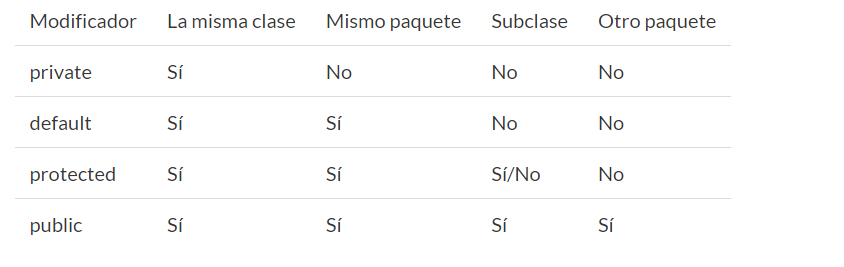 Modificador La misma clase Mismo paquete Subclase Otro paquete
private Sí No No No
default Sí Sí No No
protected Sí Sí Sí/No No
public Sí Sí Sí Sí